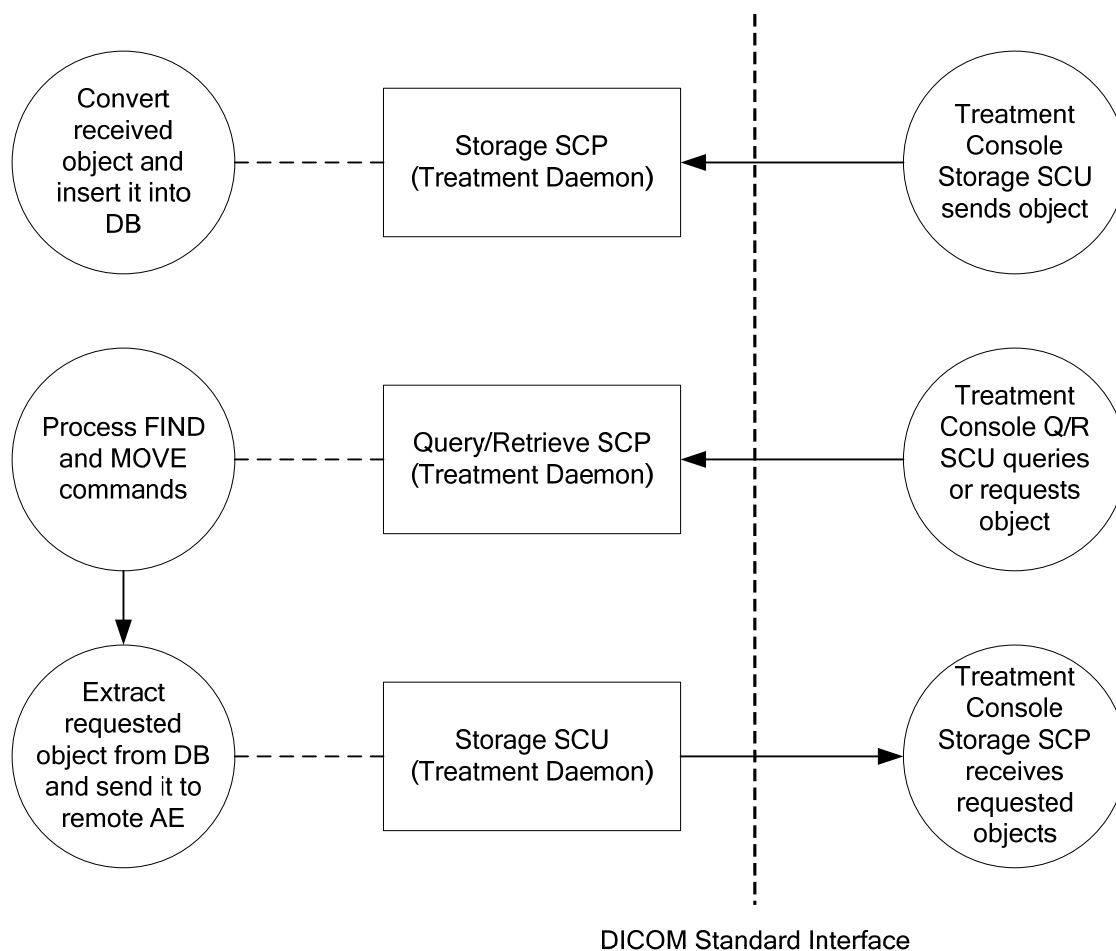 Convert
received
object and
insert it into
DB
Storage SCP
(Treatment Daemon)
Treatment
Console
Storage SCU
sends object
Process FIND
and MOVE
commands
Query/Retrieve SCP
(Treatment Daemon)
Treatment
Console Q/R
SCU queries
or requests
object
Extract
requested
object from DB
and send it to
remote AE
Storage SCU
(Treatment Daemon)
Treatment
Console
Storage SCP
receives
requested
objects
DICOM Standard Interface